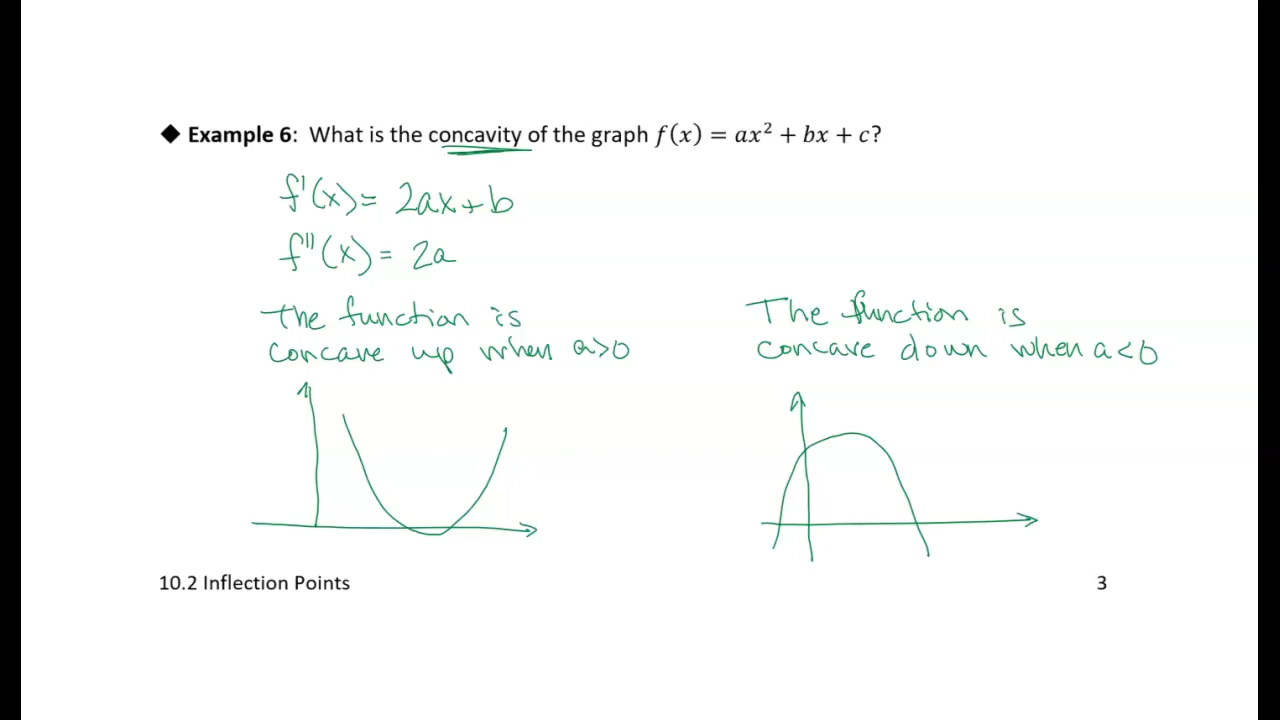 ◆ Example 6: What is the concavity of the graph f(x) = ax² + bx + c?
f'(x) = 2ax + b
f''(x) = 2a
The function is
concave up when a>0
The function is
concave down when a<0
10.2 Inflection Points
3